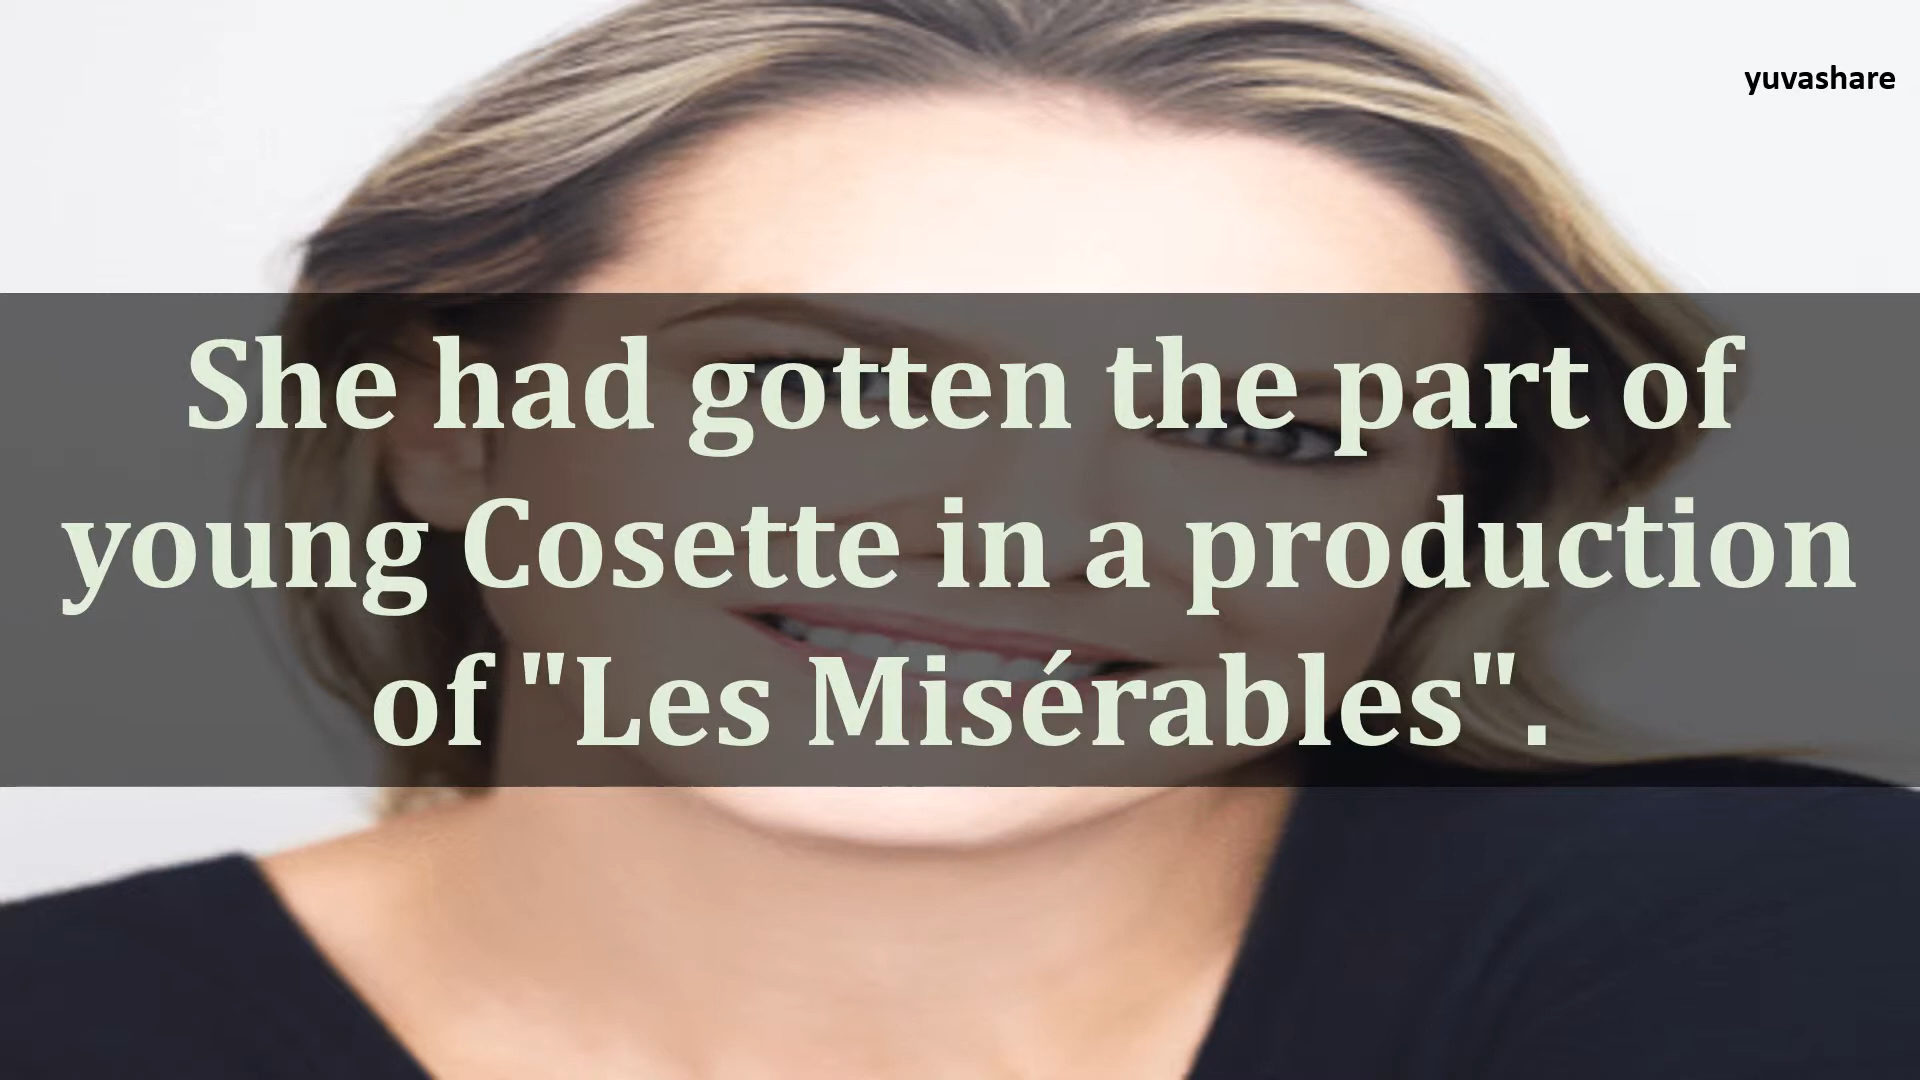 yuvashare
She had gotten the part of
young Cosette in a production
of "Les Misérables".